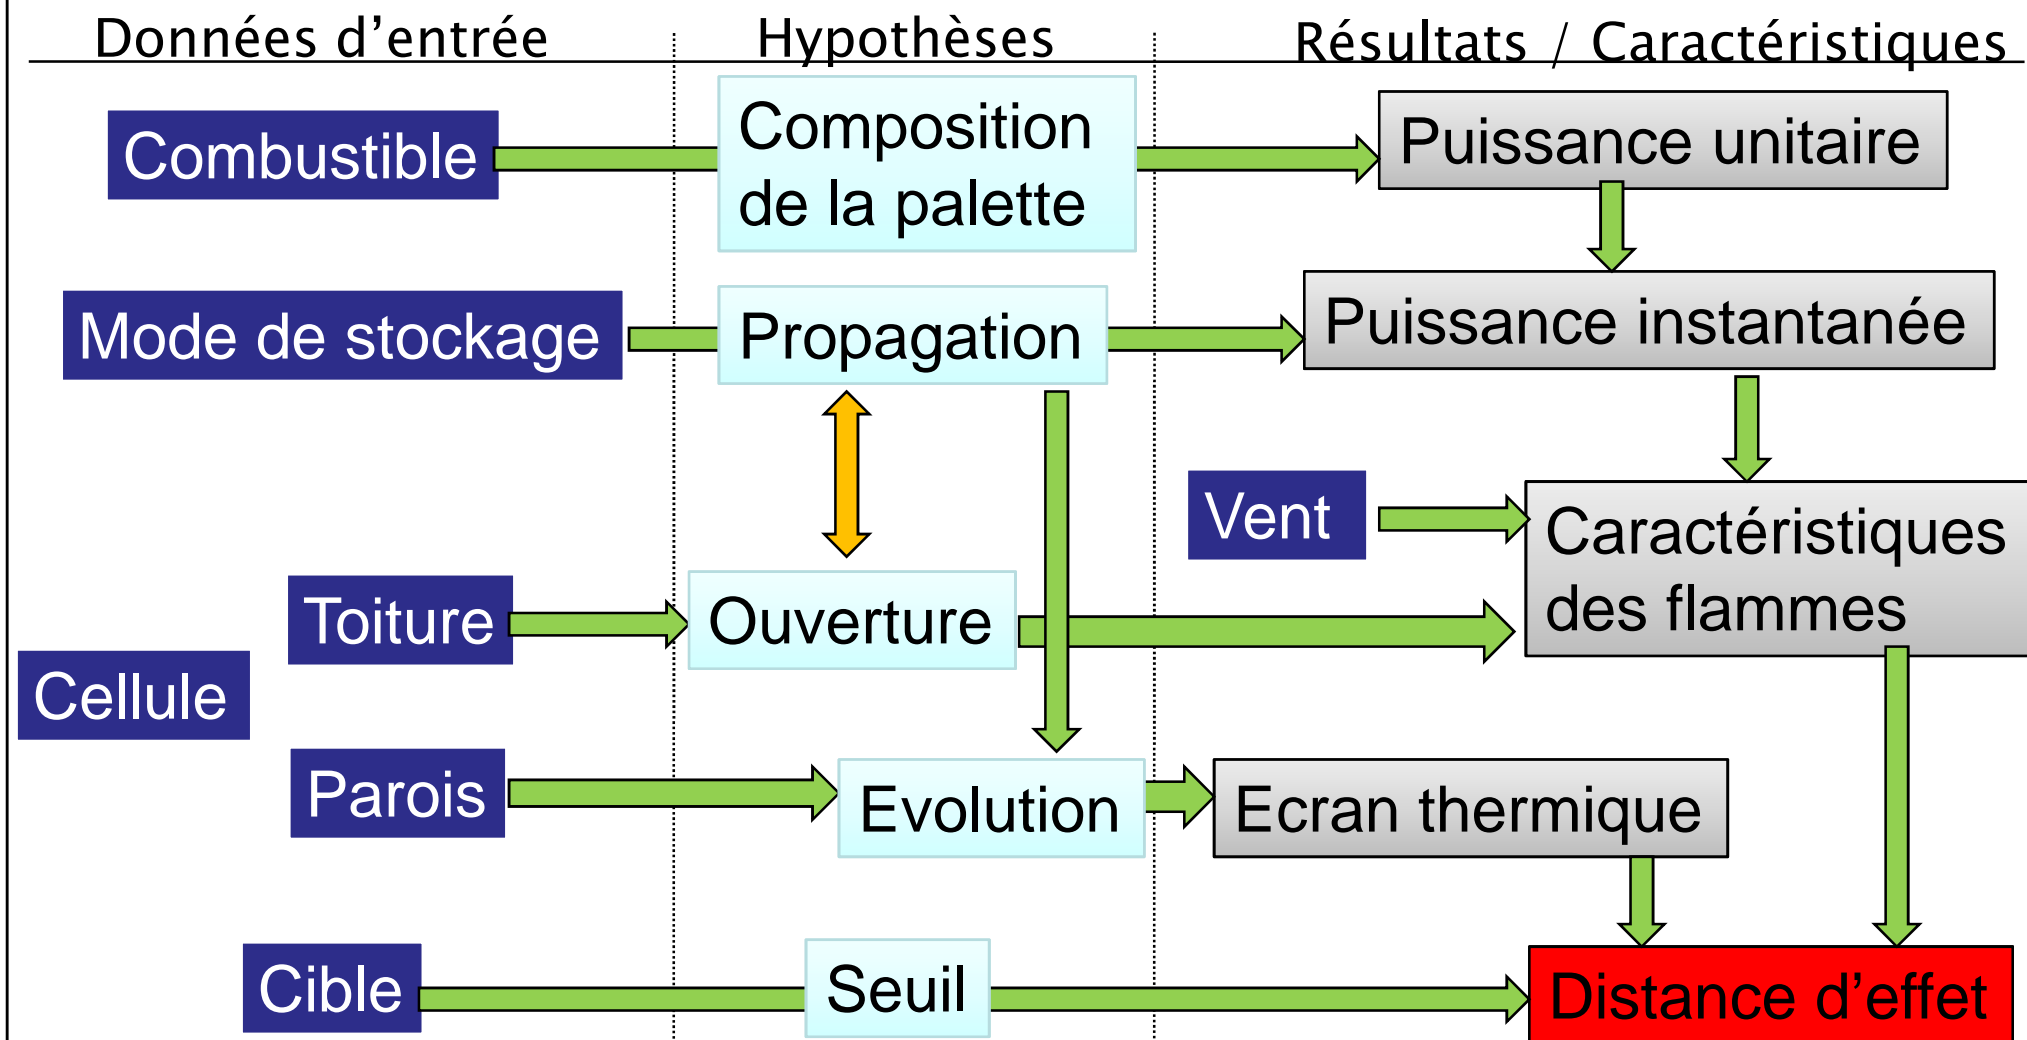 Données d’entrée
Hypothèses
Résultats / Caractéristiques
Combustible
Composition
de la palette
Puissance unitaire
Mode de stockage
Propagation
Puissance instantanée
Vent
Caractéristiques
des flammes
Toiture
Ouverture
Cellule
Parois
Evolution
Ecran thermique
Cible
Seuil
Distance d’effet